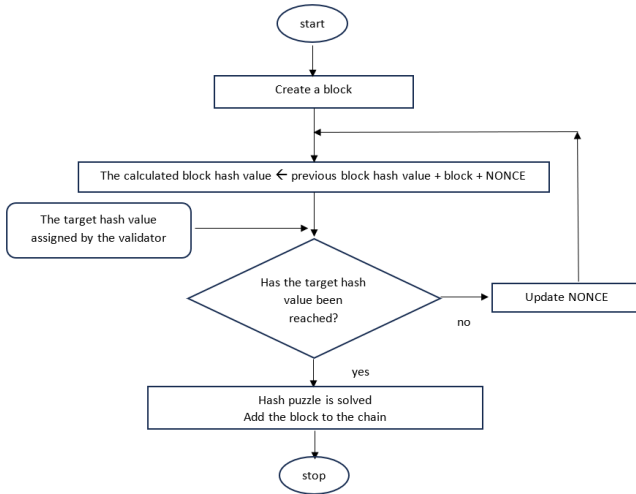 start
Create a block
The calculated block hash value ← previous block hash value + block + NONCE
The target hash value
assigned by the validator
Has the target hash
value been
reached?
Update NONCE
no
yes
Hash puzzle is solved
Add the block to the chain
stop